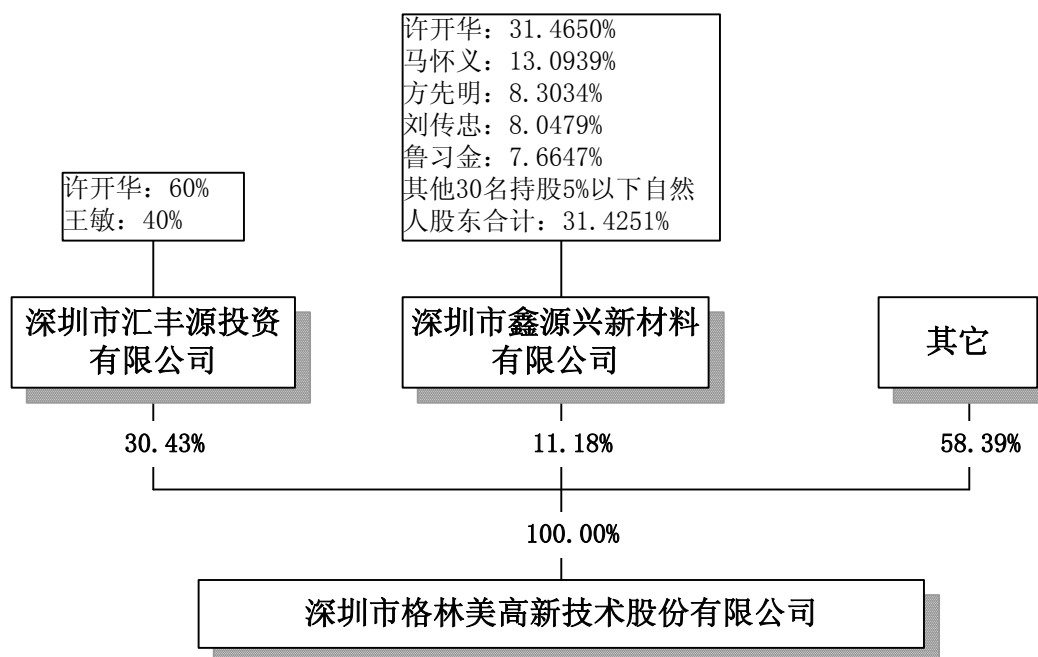 许开华：31.4650%
马怀义：13.0939%
方先明：8.3034%
刘传忠：8.0479%
鲁习金：7.6647%
其他30名持股5%以下自然
人股东合计：31.4251%
许开华：60%
王敏：40%
深圳市汇丰源投资
有限公司
深圳市鑫源兴新材料
有限公司
其它
30.43%
11.18%
58.39%
100.00%
深圳市格林美高新技术股份有限公司